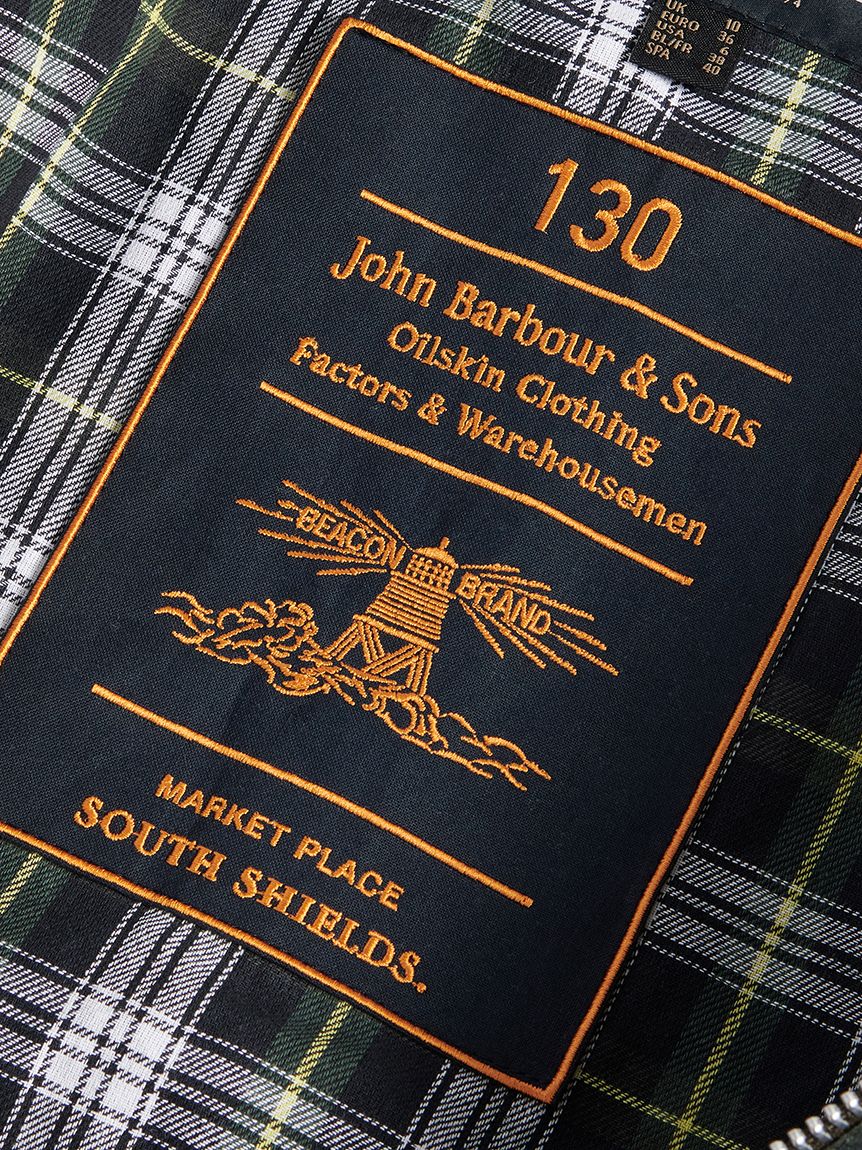 UK 10
EURO 36
USA 6
BI/FR 38
SPA 40
130
John Barbour & Sons
Oilskin Clothing
Factors & Warehousemen
BEACON BRAND
MARKET PLACE
SOUTH SHIELDS.